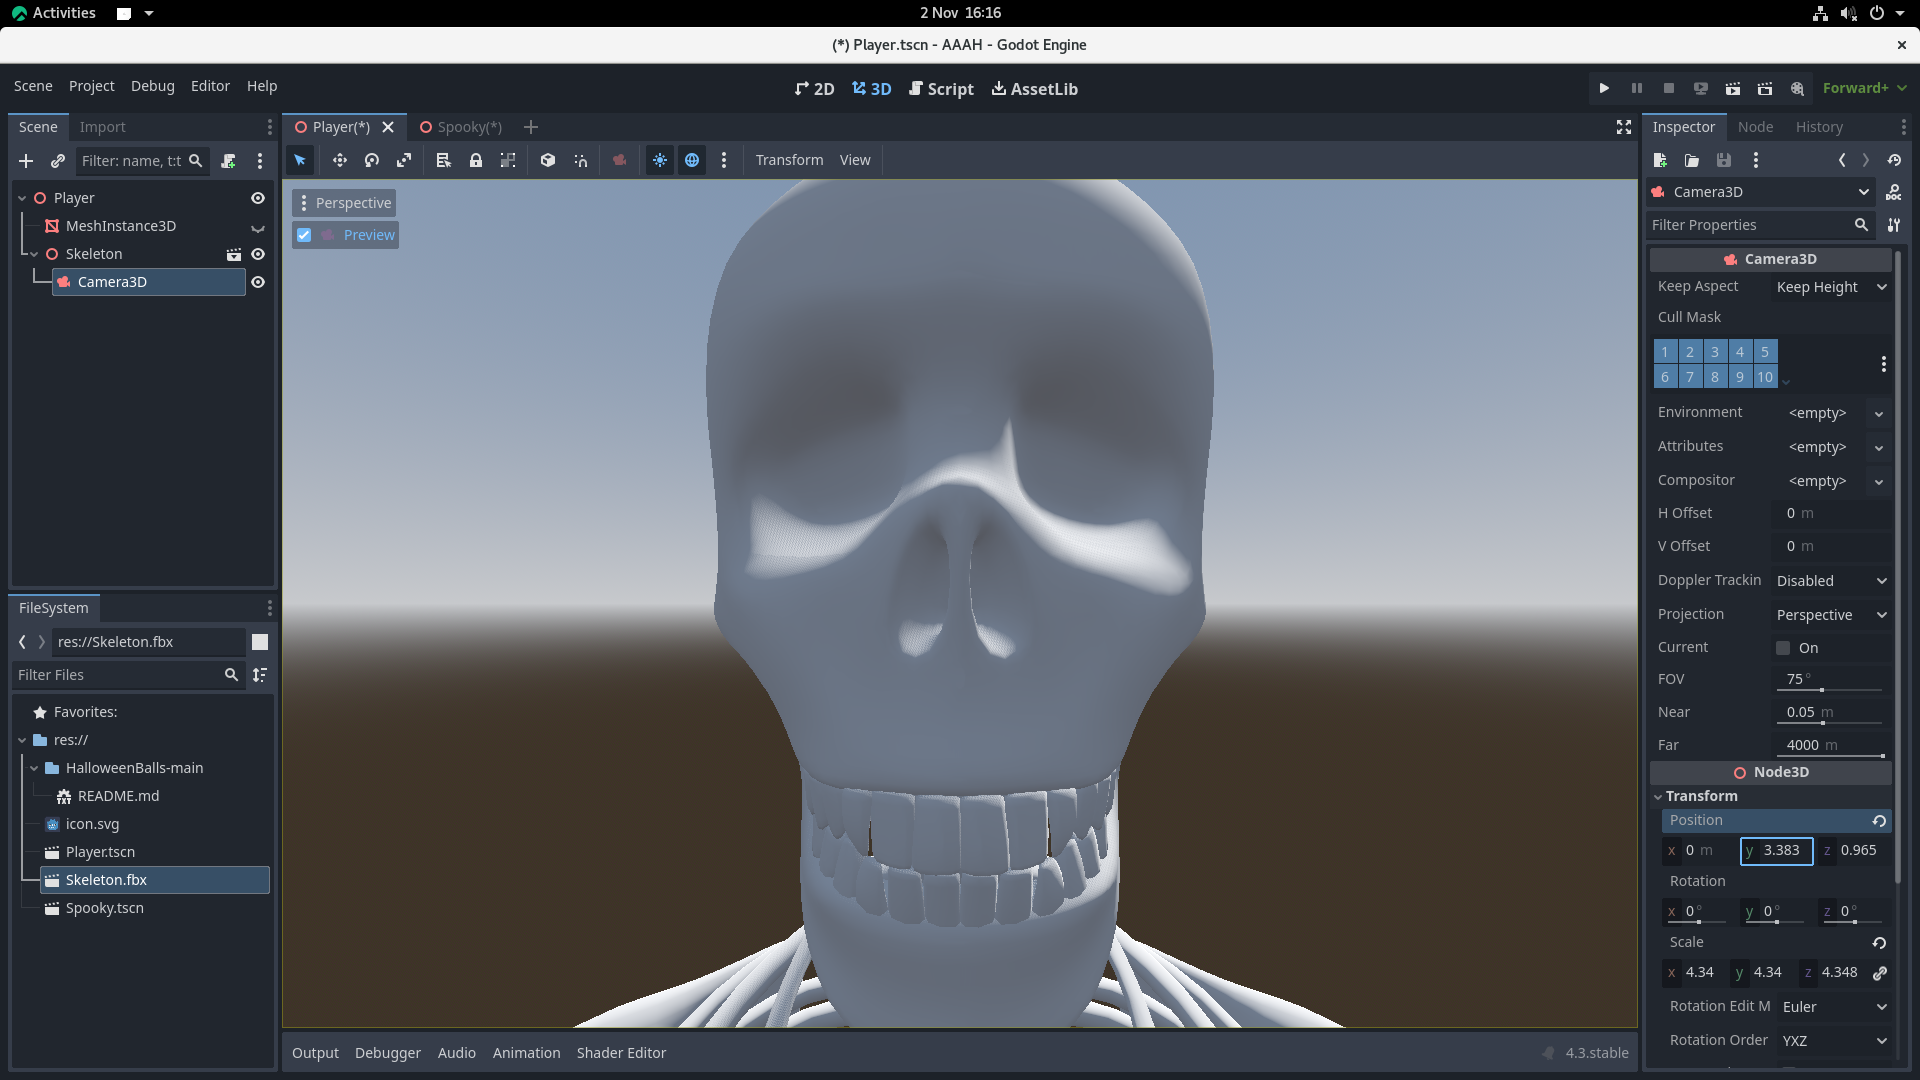 Activities
2 Nov 16:16
(*) Player.tscn - AAAH - Godot Engine
Scene Project Debug Editor Help
2D 3D Script AssetLib
Forward+
Scene Import
Filter: name, t:t
Player
MeshInstance3D
Skeleton
Camera3D
FileSystem
res://Skeleton.fbx
Filter Files
Favorites:
res://
HalloweenBalls-main
README.md
icon.svg
Player.tscn
Skeleton.fbx
Spooky.tscn
Player(*) Spooky(*)
Transform View
Perspective
Preview
Output Debugger Audio Animation Shader Editor
4.3.stable
Inspector Node History
Camera3D
DOC
Filter Properties
Camera3D
Keep Aspect Keep Height
Cull Mask
1 2 3 4 5
6 7 8 9 10
Environment <empty>
Attributes <empty>
Compositor <empty>
H Offset 0 m
V Offset 0 m
Doppler Trackin Disabled
Projection Perspective
Current On
FOV 75 °
Near 0.05 m
Far 4000 m
Node3D
Transform
Position
x 0 m y 3.383 z 0.965
Rotation
x 0 ° y 0 ° z 0 °
Scale
x 4.34 y 4.34 z 4.348
Rotation Edit M Euler
Rotation Order YXZ